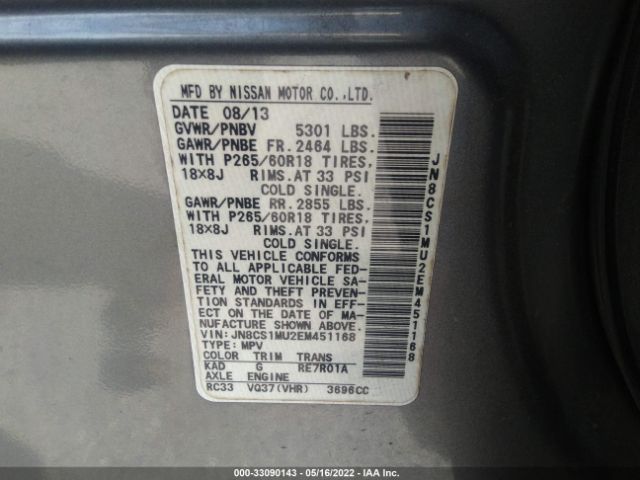 MFD BY NISSAN MOTOR CO.,LTD.
DATE 08/13
GVWR/PNBV 5301 LBS.
GAWR/PNBE FR. 2464 LBS.
WITH P265/60R18 TIRES,
18X8J RIMS.AT 33 PSI
COLD SINGLE.
GAWR/PNBE RR. 2855 LBS.
WITH P265/60R18 TIRES,
18X8J RIMS.AT 33 PSI
COLD SINGLE.
THIS VEHICLE CONFORMS
TO ALL APPLICABLE FED-
ERAL MOTOR VEHICLE SA-
FETY AND THEFT PREVEN-
TION STANDARDS IN EFF-
ECT ON THE DATE OF MA-
NUFACTURE SHOWN ABOVE.
VIN: JN8CS1MU2EM451168
TYPE: MPV
COLOR TRIM TRANS
KAD G RE7R01A
AXLE ENGINE
RC33 VQ37(VHR) 3696CC
JN8CS1MU2EM451168
000-33090143 - 05/16/2022 - IAA Inc.